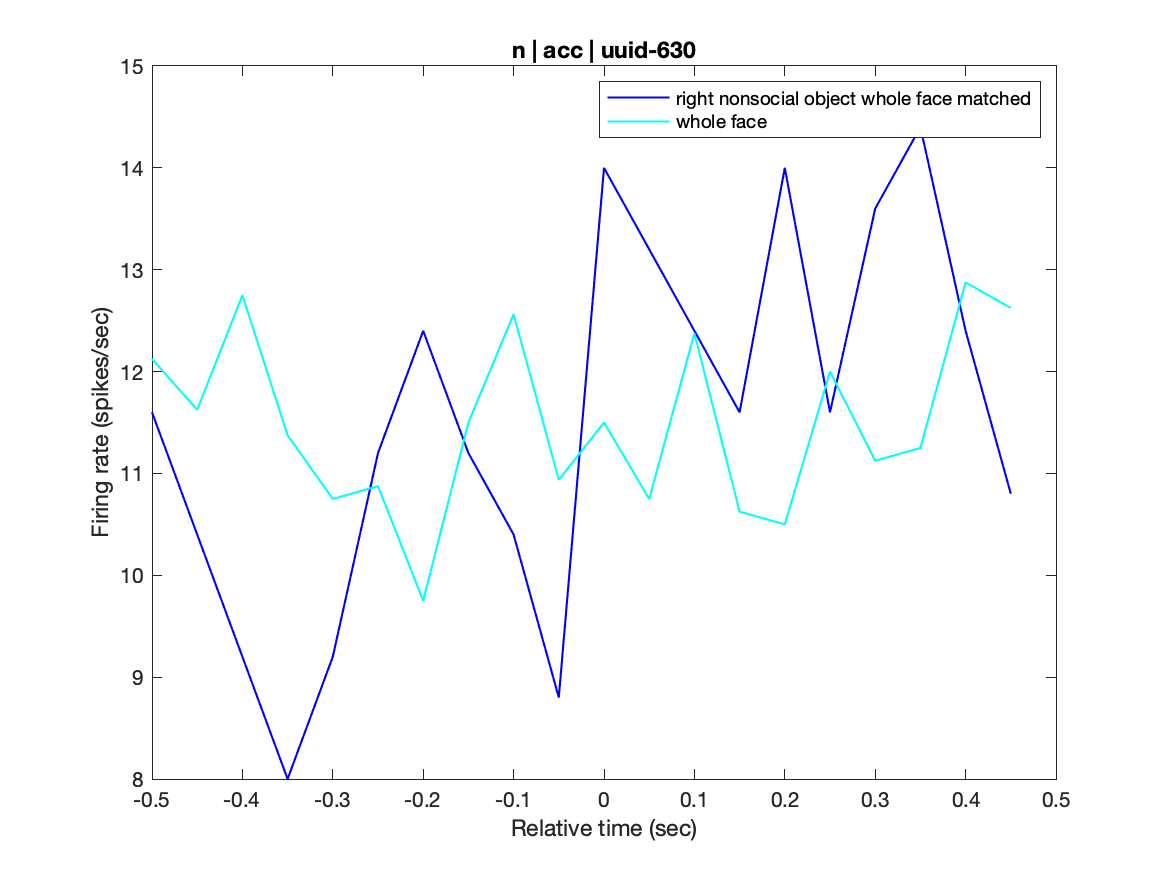 n | acc | uuid-630
right nonsocial object whole face matched
whole face
Firing rate (spikes/sec)
15
14
13
12
11
10
9
8
-0.5 -0.4 -0.3 -0.2 -0.1 0 0.1 0.2 0.3 0.4 0.5
Relative time (sec)